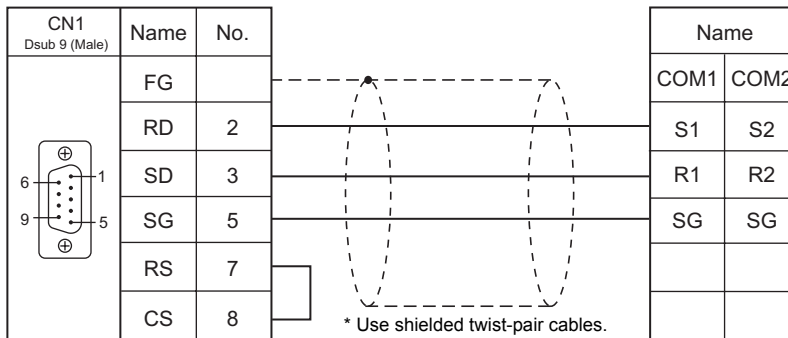 CN1
Dsub 9 (Male)
Name No.
Name
FG
COM1 COM2
RD 2
S1 S2
SD 3
R1 R2
SG 5
SG SG
RS 7
CS 8
6 1
9 5
* Use shielded twist-pair cables.